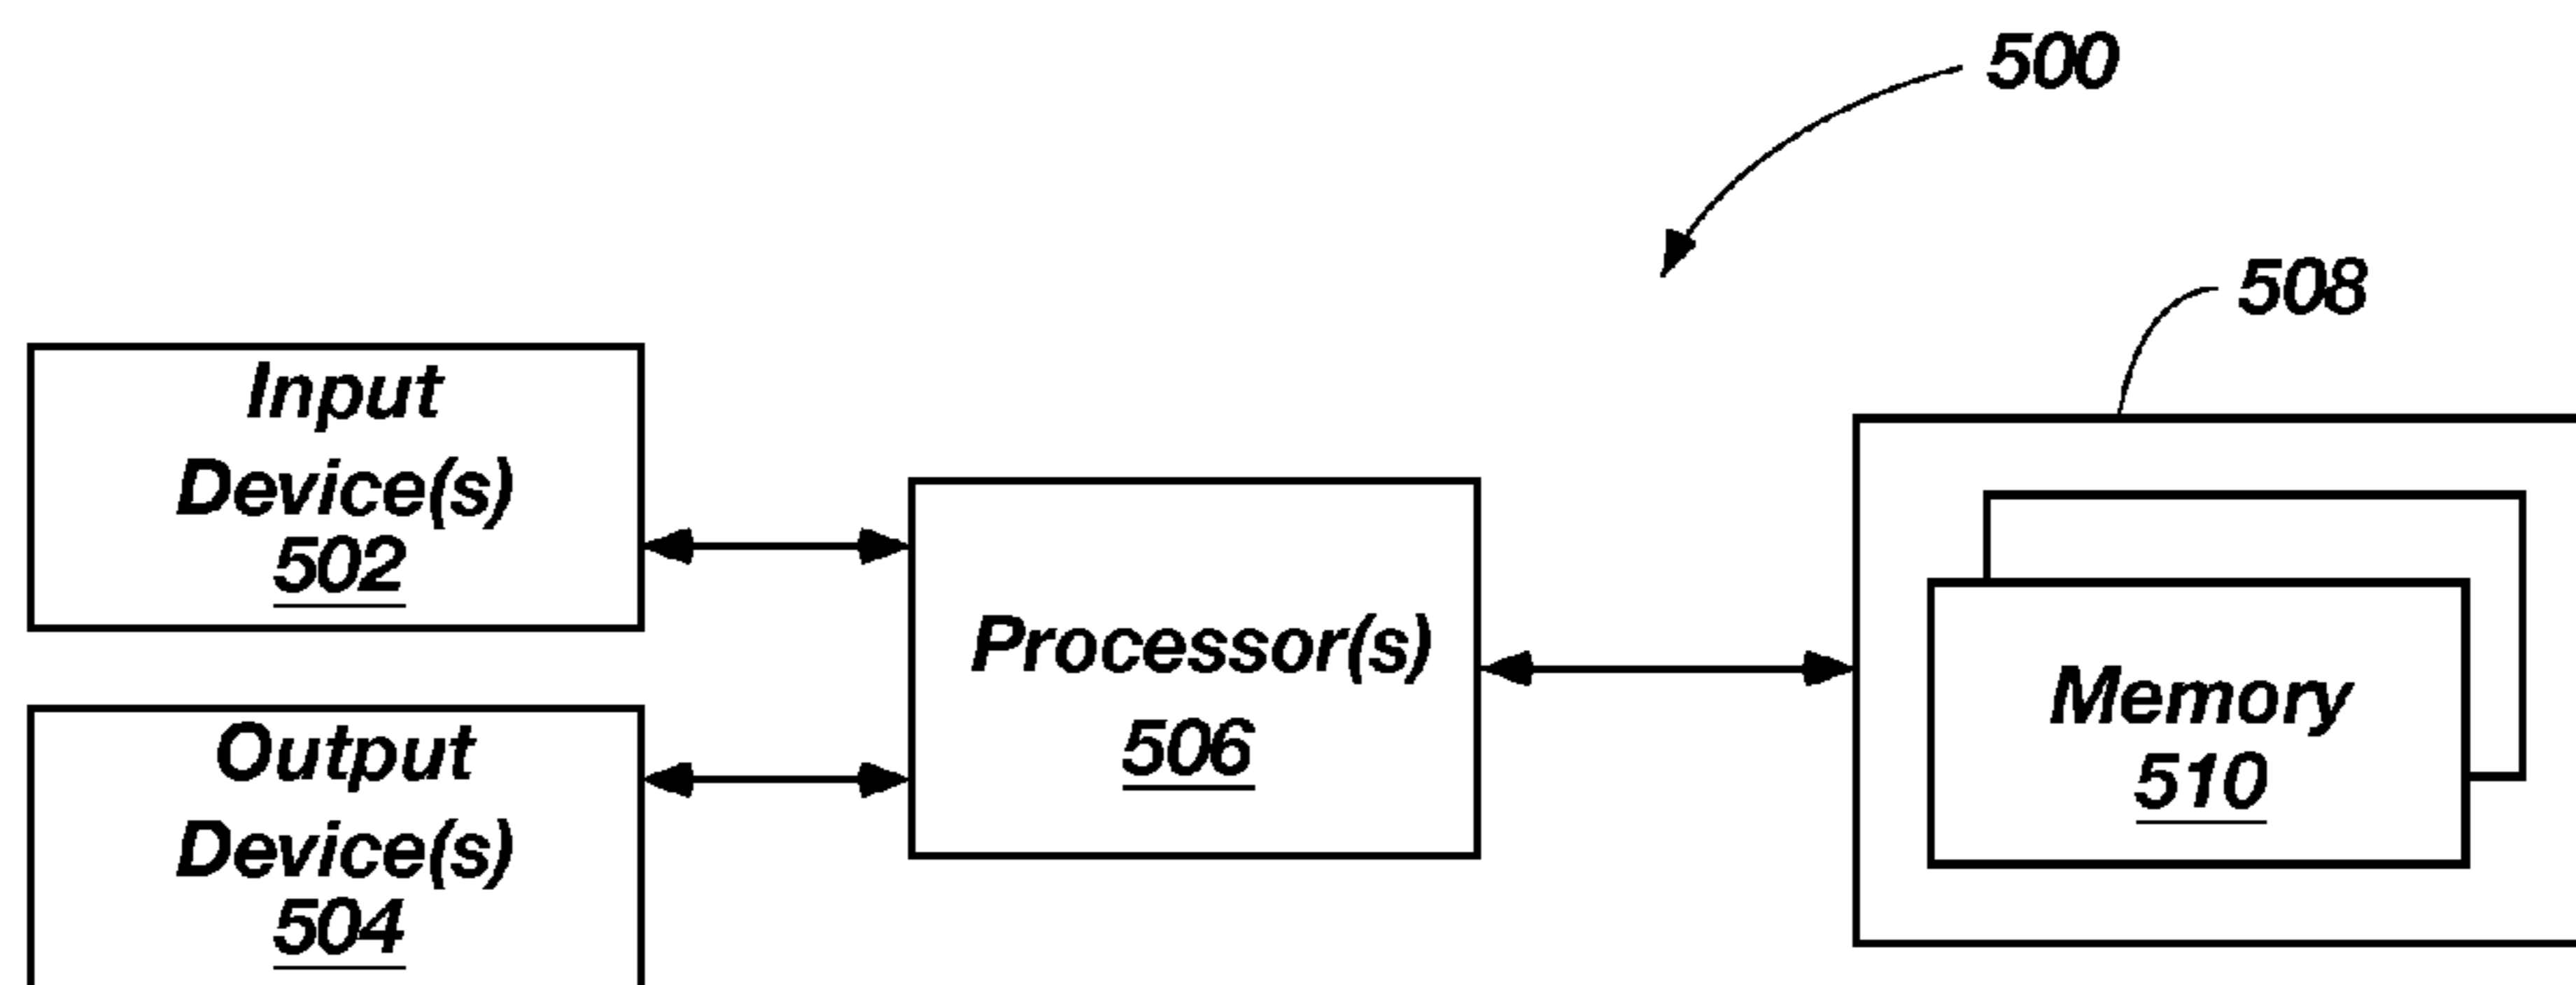 500
508
Input
Device(s)
502
Output
Device(s)
504
Processor(s)
506
Memory
510